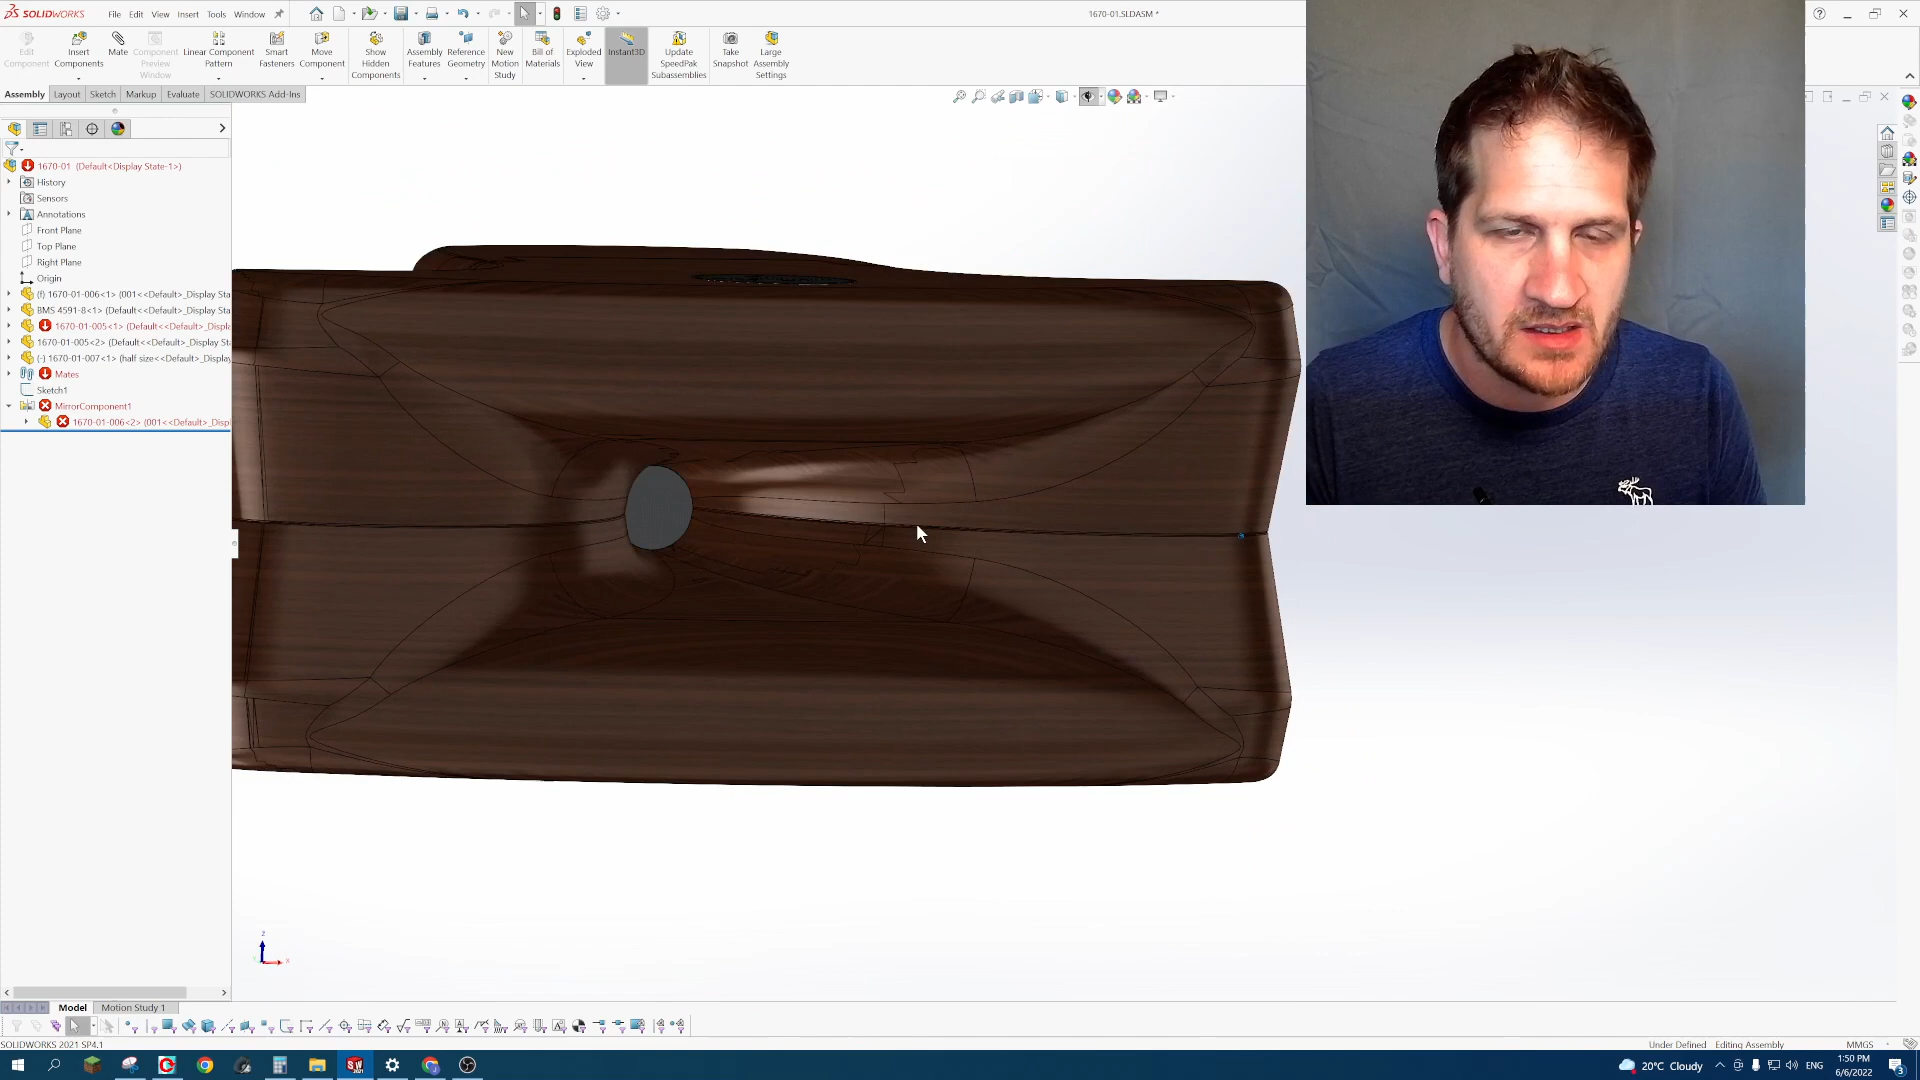 SOLIDWORKS File Edit View Insert Tools Window 1670-01.SLDASM *
Edit Component
Insert Components
Mate
Component Preview Window
Linear Component Pattern
Smart Fasteners
Move Component
Show Hidden Components
Assembly Features
Reference Geometry
New Motion Study
Bill of Materials
Exploded View
Instant3D
Update SpeedPak Subassemblies
Take Snapshot
Large Assembly Settings
Assembly Layout Sketch Markup Evaluate SOLIDWORKS Add-Ins
1670-01 (Default<Display State-1>)
History
Sensors
Annotations
Front Plane
Top Plane
Right Plane
Origin
(f) 1670-01-006<1> (001<<Default>_Display Sta
BMS 4591-8<1> (Default<<Default>_Display Sta
1670-01-005<1> (Default<<Default>_Displa
1670-01-005<2> (Default<<Default>_Display Sta
(-) 1670-01-007<1> (half size<<Default>_Display
Mates
Sketch1
MirrorComponent1
1670-01-006<2> (001<<Default>_Displ
Z
X
Model Motion Study 1
SOLIDWORKS 2021 SP4.1 Under Defined Editing Assembly MMGS
20°C Cloudy ENG 1:50 PM
6/6/2022